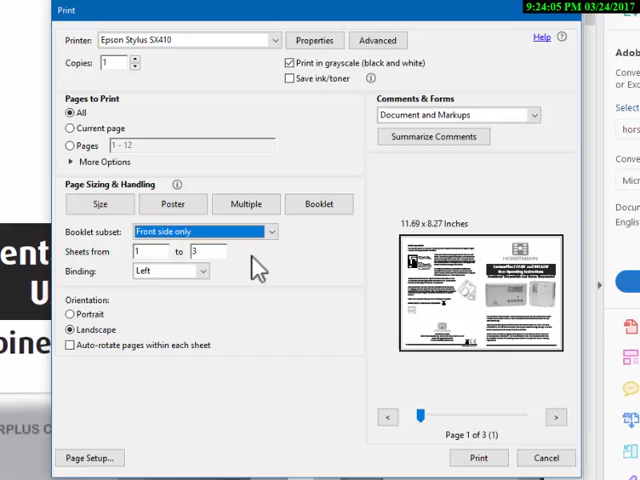 9:24:05 PM 03/24/2017
Print
Printer: Epson Stylus SX410 Properties Advanced Help
Copies: 1 Print in grayscale (black and white)
Save ink/toner
Pages to Print
All
Current page
Pages 1 - 12
More Options
Comments & Forms
Document and Markups
Summarize Comments
Page Sizing & Handling
Size Poster Multiple Booklet
Booklet subset: Front side only
Sheets from 1 to 3
Binding: Left
Orientation:
Portrait
Landscape
Auto-rotate pages within each sheet
11.69 x 8.27 Inches
HORSTMANN
< >
Page 1 of 3 (1)
Page Setup... Print Cancel
Adob
Conve
or Exc
Select
hors
Conve
Micr
Docum
English
ent
U
bine
RPLUS C